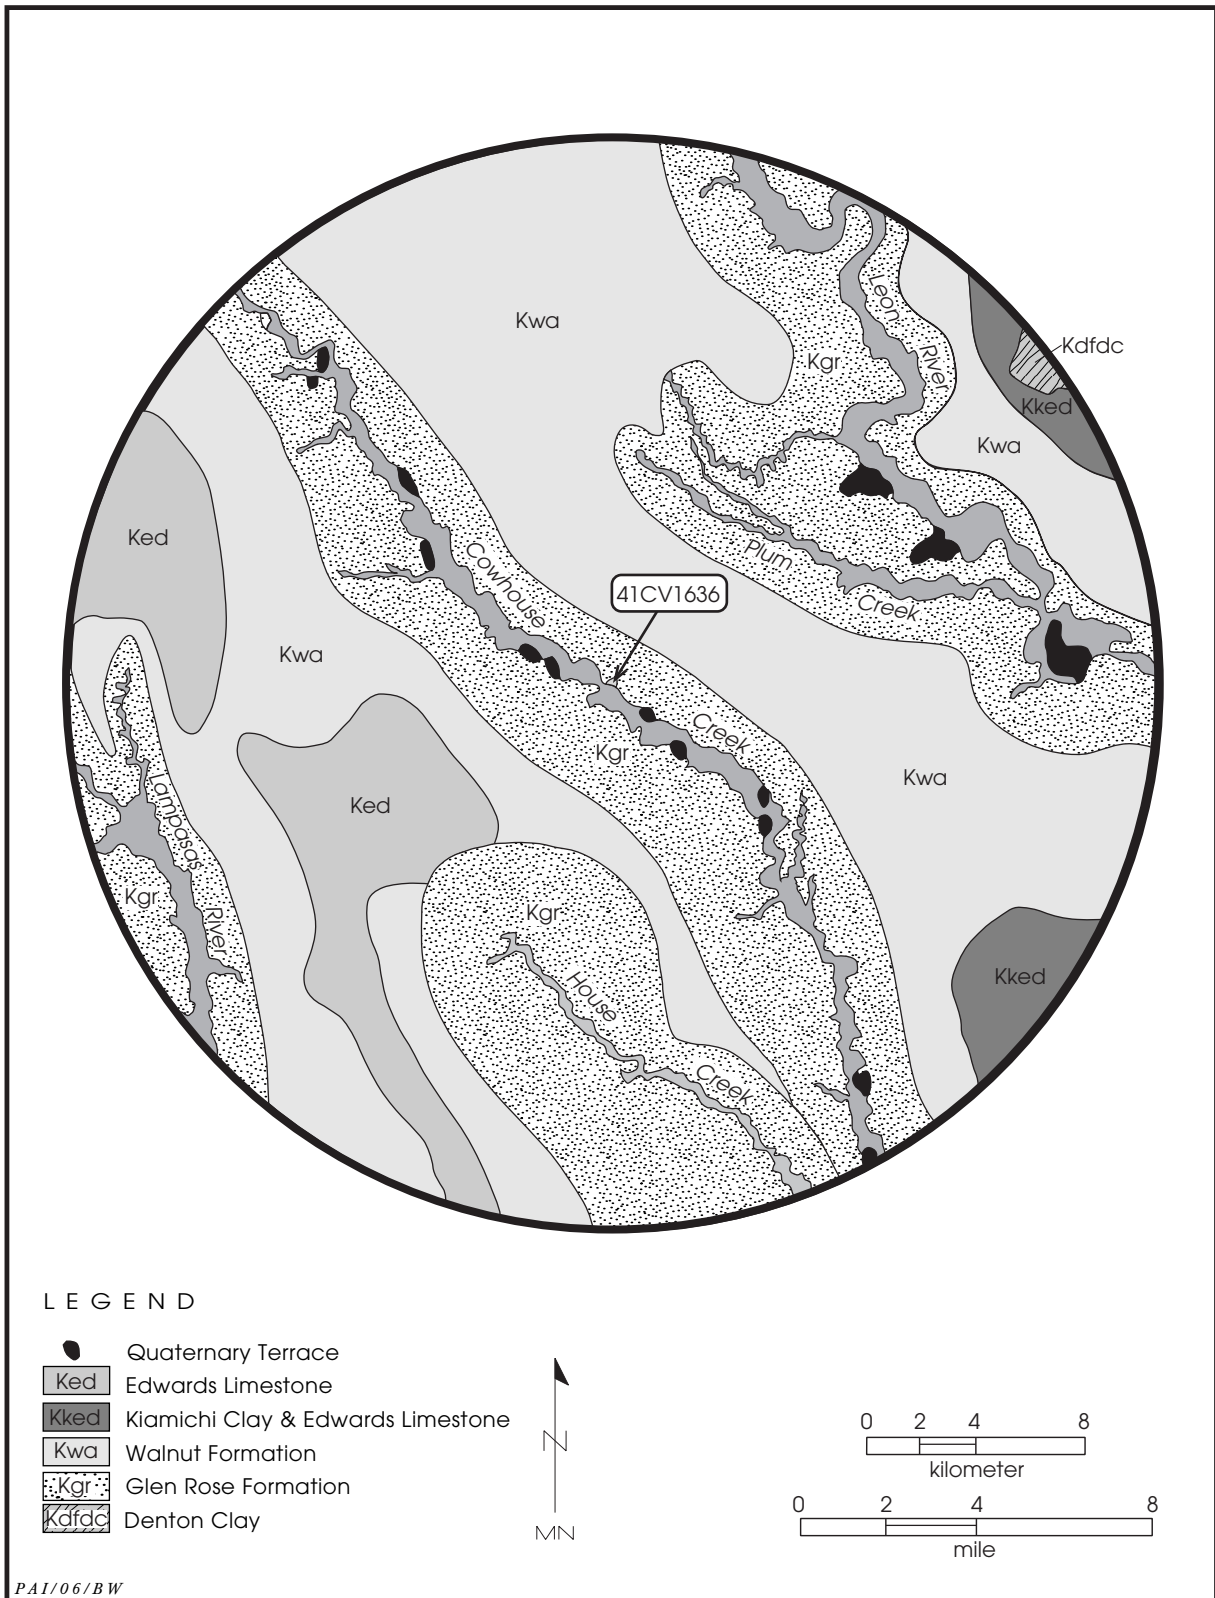 Kwa
Leon
River
Kgr
Kdfdc
Kked
Kwa
Ked
Plum
Creek
Cowhouse
Creek
41CV1636
Kwa
Kgr
Kwa
Ked
Lampasas
River
Kgr
Kgr
House
Creek
Kked
LEGEND
Quaternary Terrace
Ked Edwards Limestone
Kked Kiamichi Clay & Edwards Limestone
Kwa Walnut Formation
Kgr Glen Rose Formation
Kdfdc Denton Clay
N
MN
0 2 4 8
kilometer
0 2 4 8
mile
PAI/06/BW